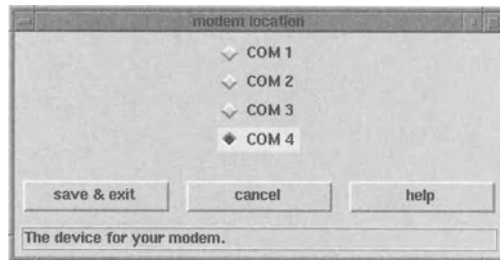 modem location
COM 1
COM 2
COM 3
COM 4
save & exit
cancel
help
The device for your modem.